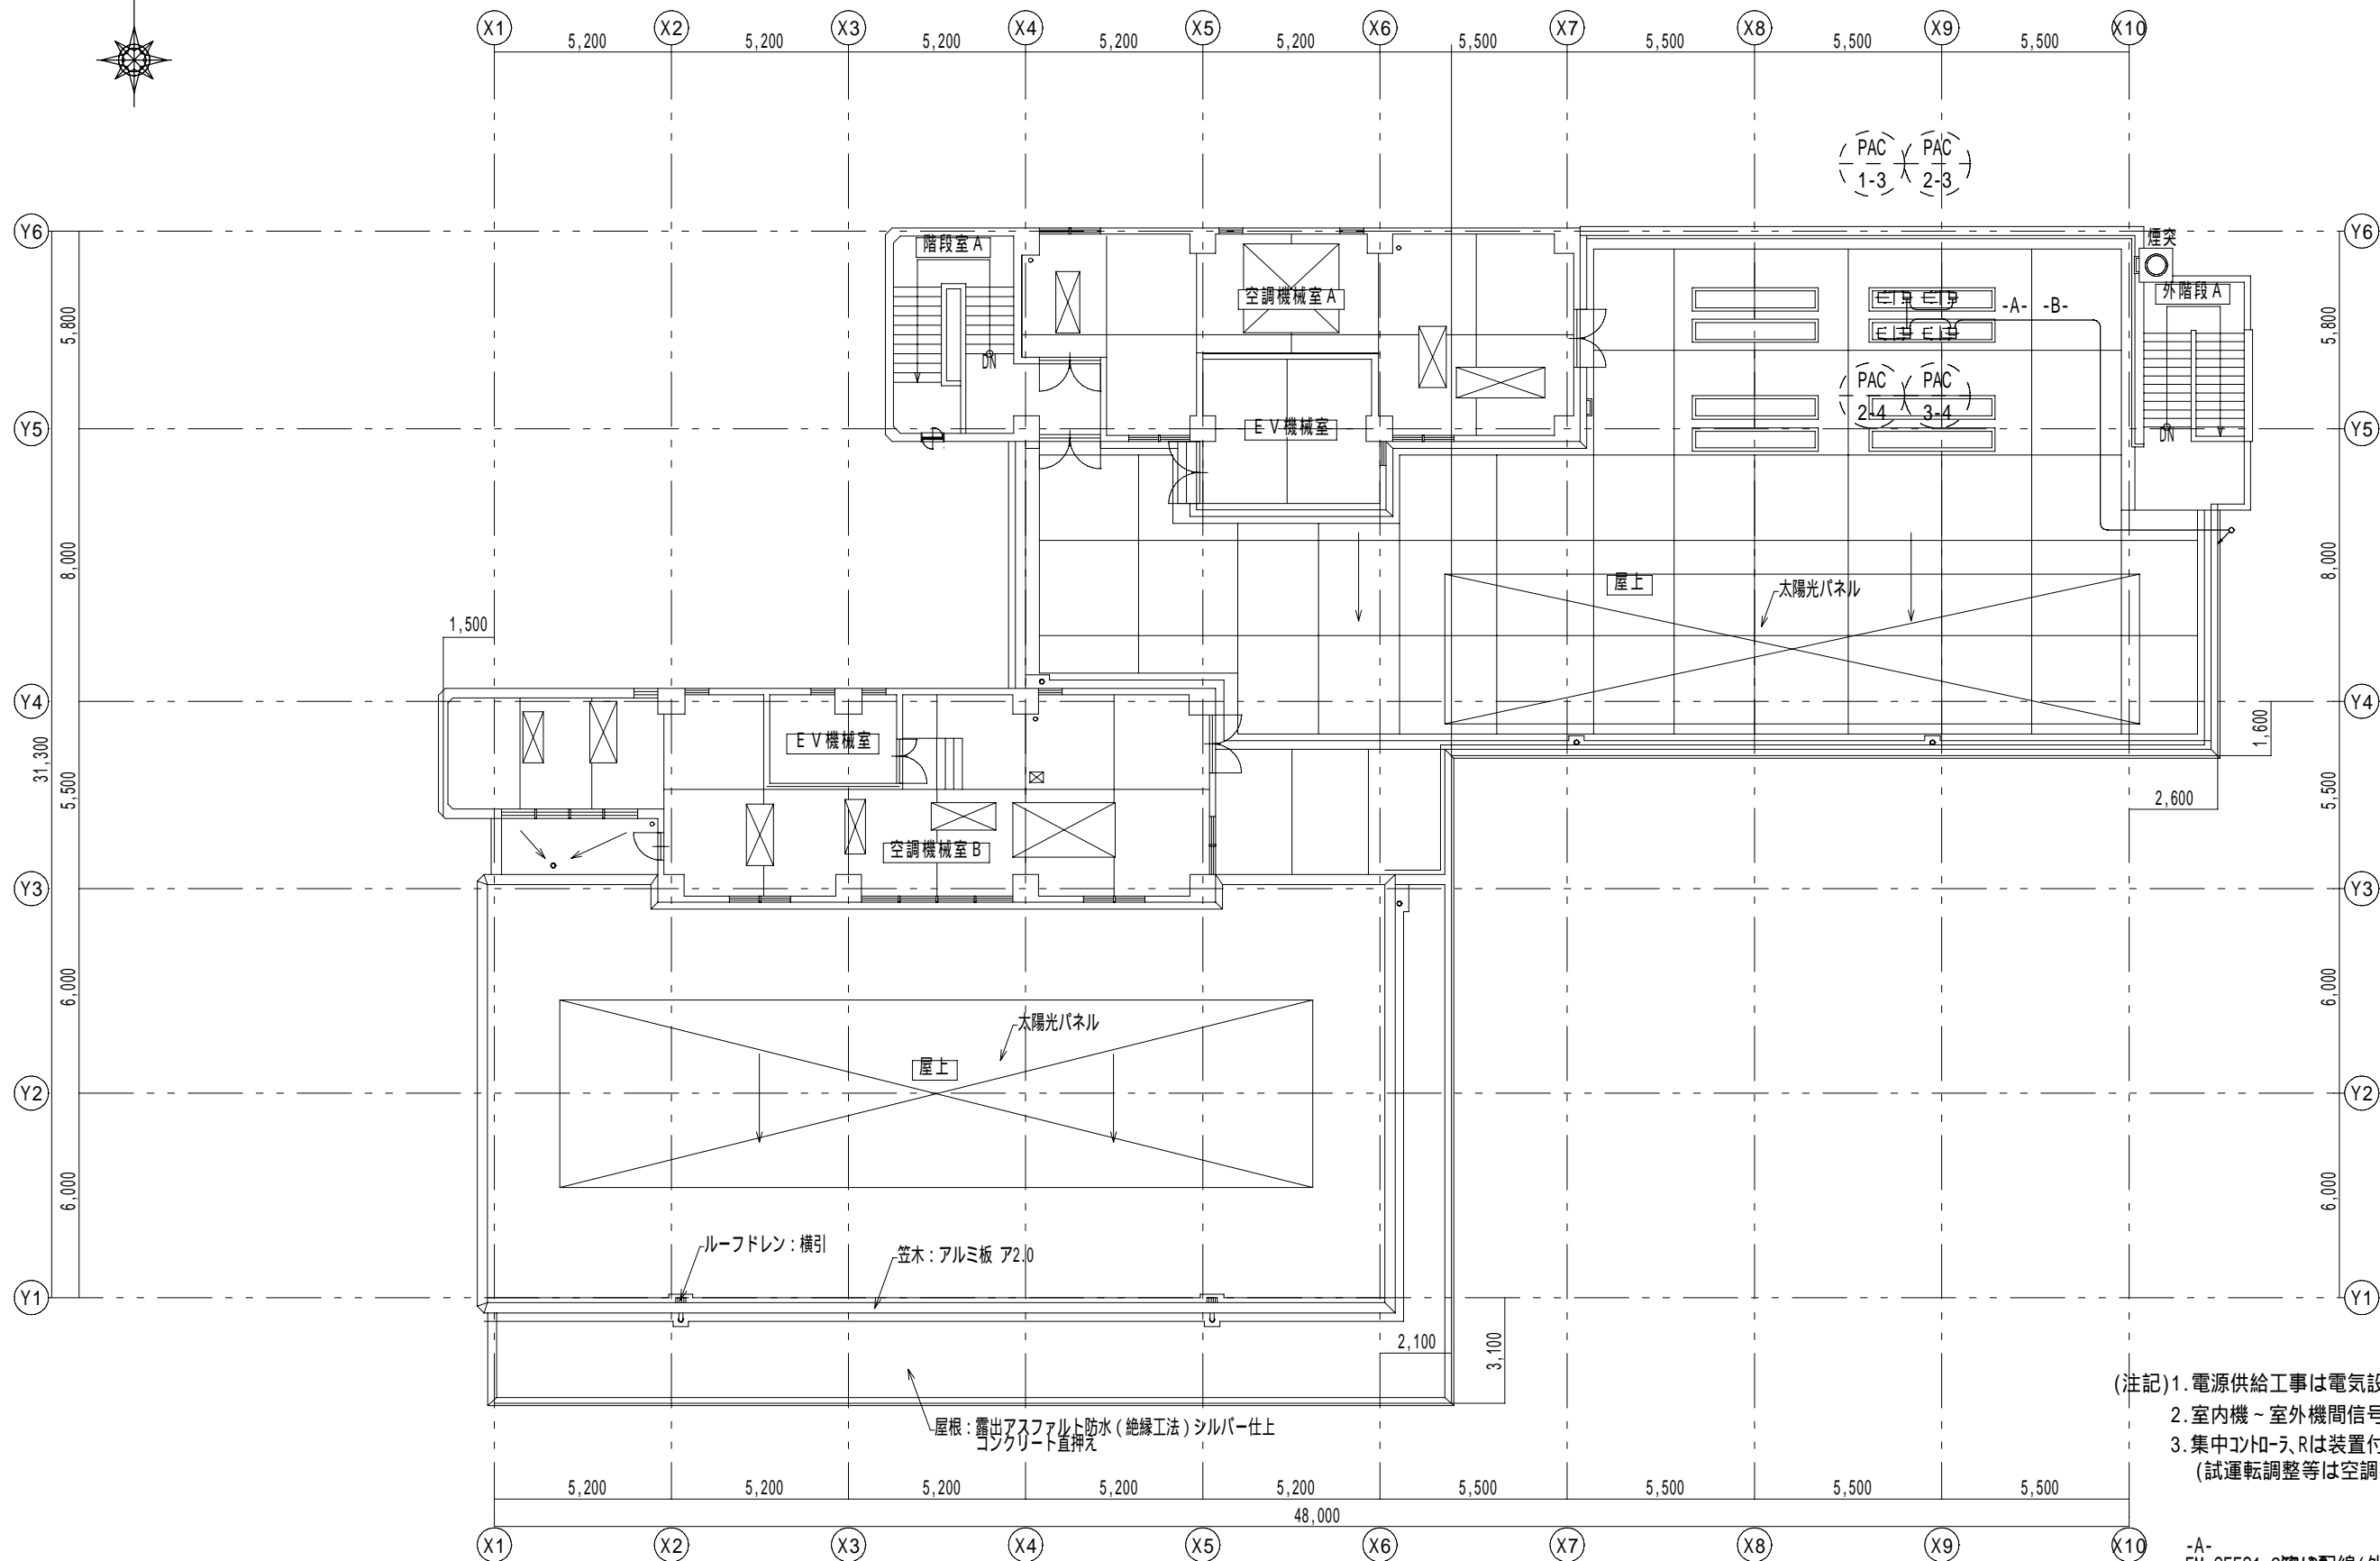 X1 X2 X3 X4 X5 X6 X7 X8 X9 X10
5,200 5,200 5,200 5,200 5,200 5,500 5,500 5,500 5,500
PAC PAC
1-3 2-3
Y6 Y6
煙突
階段室A
空調機械室A
外階段A
-A- -B-
5,800 5,800
DN
PAC PAC
2-4 3-4
Y5 Y5
EV機械室
DN
8,000 8,000
屋上
太陽光パネル
1,500
Y4 Y4
EV機械室
1,600
31,300
5,500 5,500
2,600
空調機械室B
Y3 Y3
6,000 6,000
太陽光パネル
屋上
Y2 Y2
6,000 6,000
ルーフドレン：横引
笠木：アルミ板 ア2.0
Y1 Y1
2,100
3,100
(注記)1.電源供給工事は電気設
2.室内機～室外機間信号
屋根：露出アスファルト防水（絶縁工法）シルバー仕上
コンクリート直押え
3.集中コントローラ、Rは装置付
(試運転調整等は空調
5,200 5,200 5,200 5,200 5,200 5,500 5,500 5,500 5,500
48,000
X1 X2 X3 X4 X5 X6 X7 X8 X9 X10
-A-